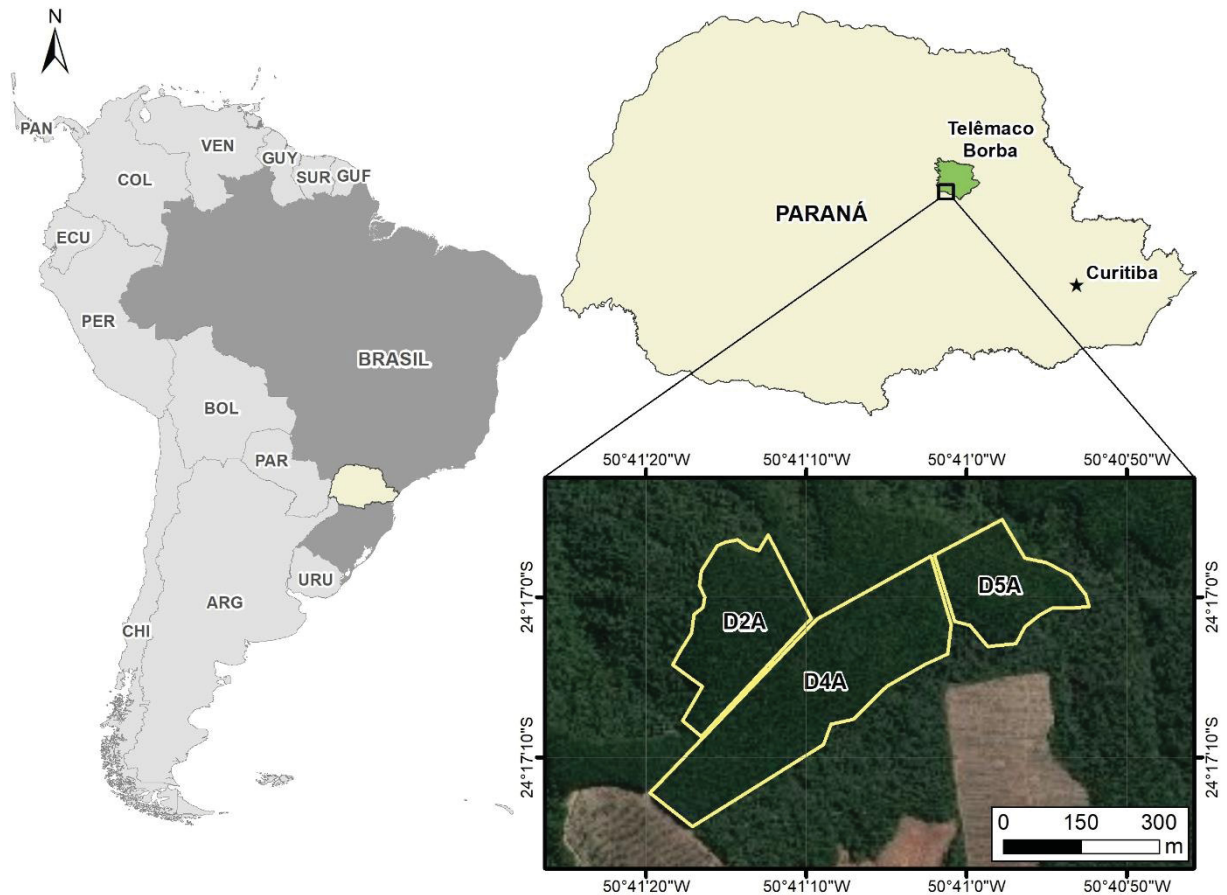 N
PAN
VEN
GUY
SUR
GUF
COL
ECU
PER
BRASIL
BOL
PAR
CHI
ARG
URU
Telêmaco
Borba
PARANÁ
Curitiba
50°41'20"W
50°41'10"W
50°41'0"W
50°40'50"W
24°17'0"S
24°17'10"S
D2A
D4A
D5A
24°17'0"S
24°17'10"S
0 150 300
m
50°41'20"W
50°41'10"W
50°41'0"W
50°40'50"W